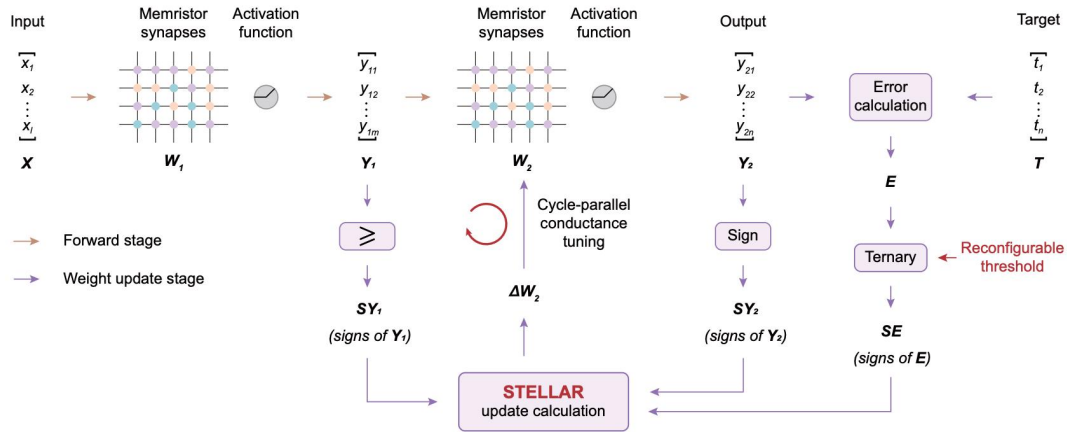 Input
Memristor
synapses
Activation
function
Memristor
synapses
Activation
function
Output
Target
x1
x2
⋮
xl
X
W1
y11
y12
⋮
y1m
Y1
W2
y21
y22
⋮
y2n
Y2
Error
calculation
t1
t2
⋮
tn
T
E
Forward stage
Weight update stage
≥
Cycle-parallel
conductance
tuning
Sign
Ternary
Reconfigurable
threshold
SY1
(signs of Y1)
ΔW2
SY2
(signs of Y2)
SE
(signs of E)
STELLAR
update calculation